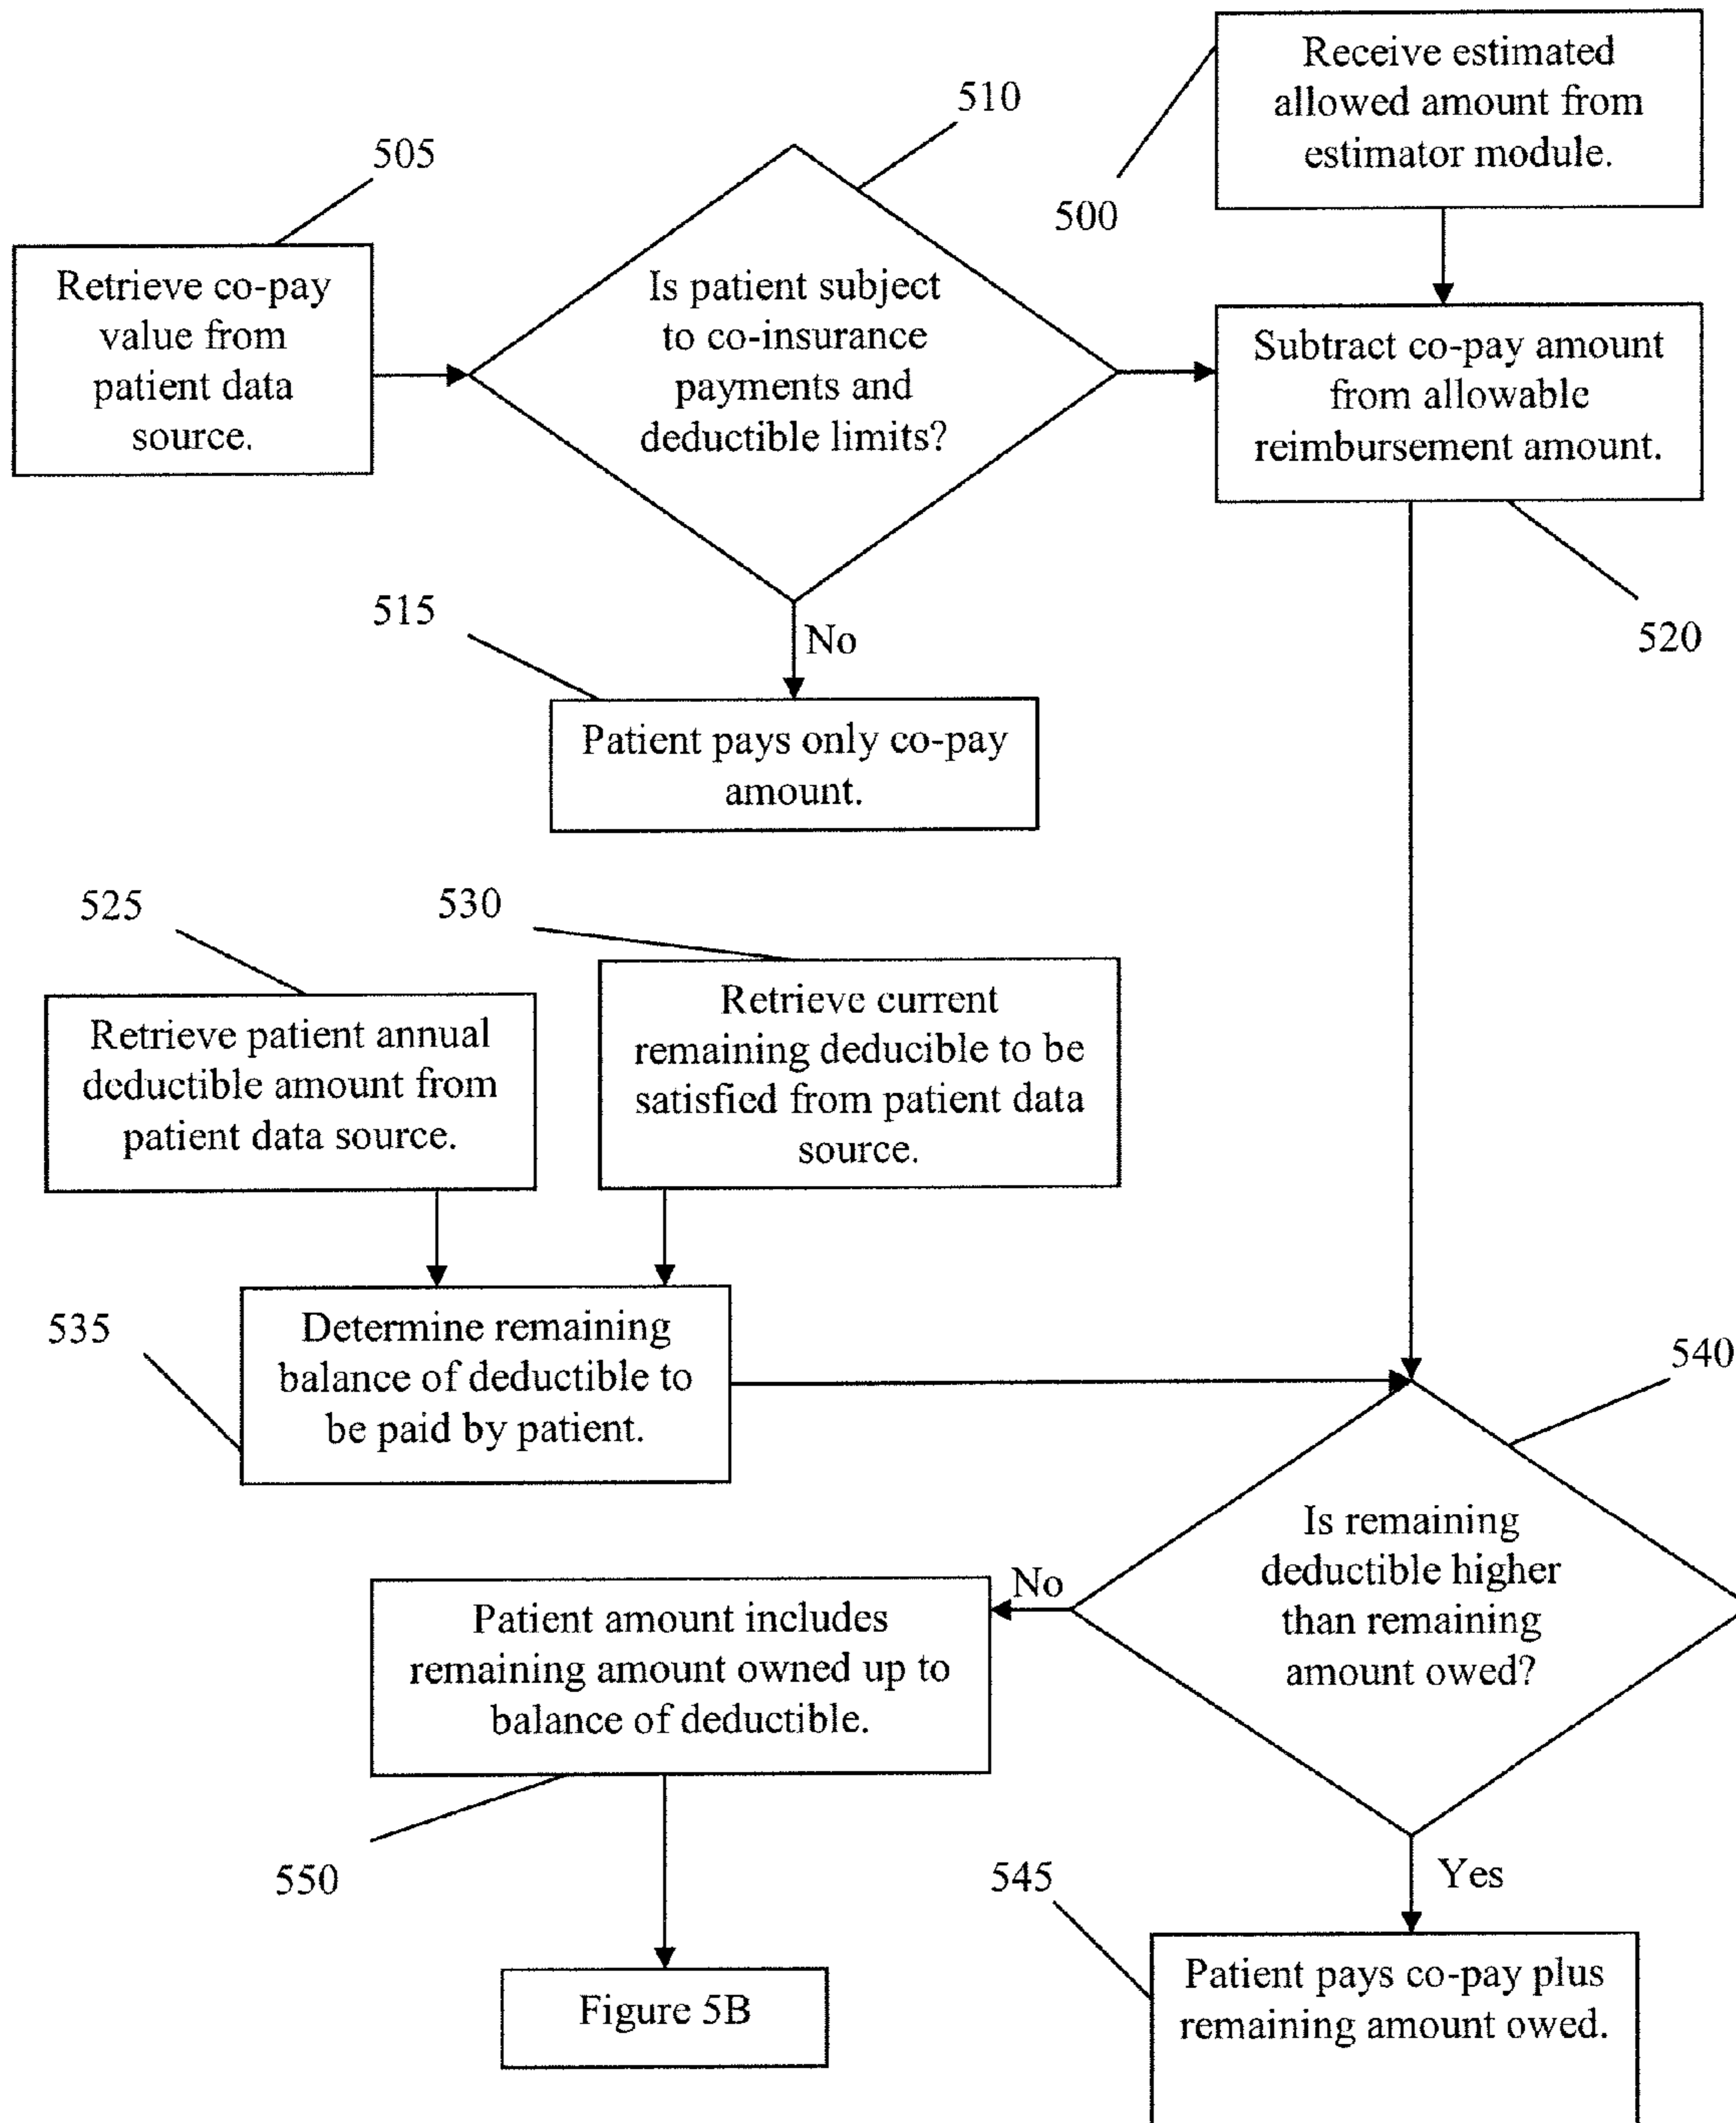 Receive estimated
allowed amount from
estimator module.
510
505
500
Retrieve co-pay
value from
patient data
source.
Is patient subject
to co-insurance
payments and
deductible limits?
Subtract co-pay amount
from allowable
reimbursement amount.
515
No
520
Patient pays only co-pay
amount.
525
530
Retrieve patient annual
deductible amount from
patient data source.
Retrieve current
remaining deducible to be
satisfied from patient data
source.
535
Determine remaining
balance of deductible to
be paid by patient.
540
Is remaining
deductible higher
than remaining
amount owed?
No
Patient amount includes
remaining amount owned up to
balance of deductible.
550
545
Yes
Figure 5B
Patient pays co-pay plus
remaining amount owed.